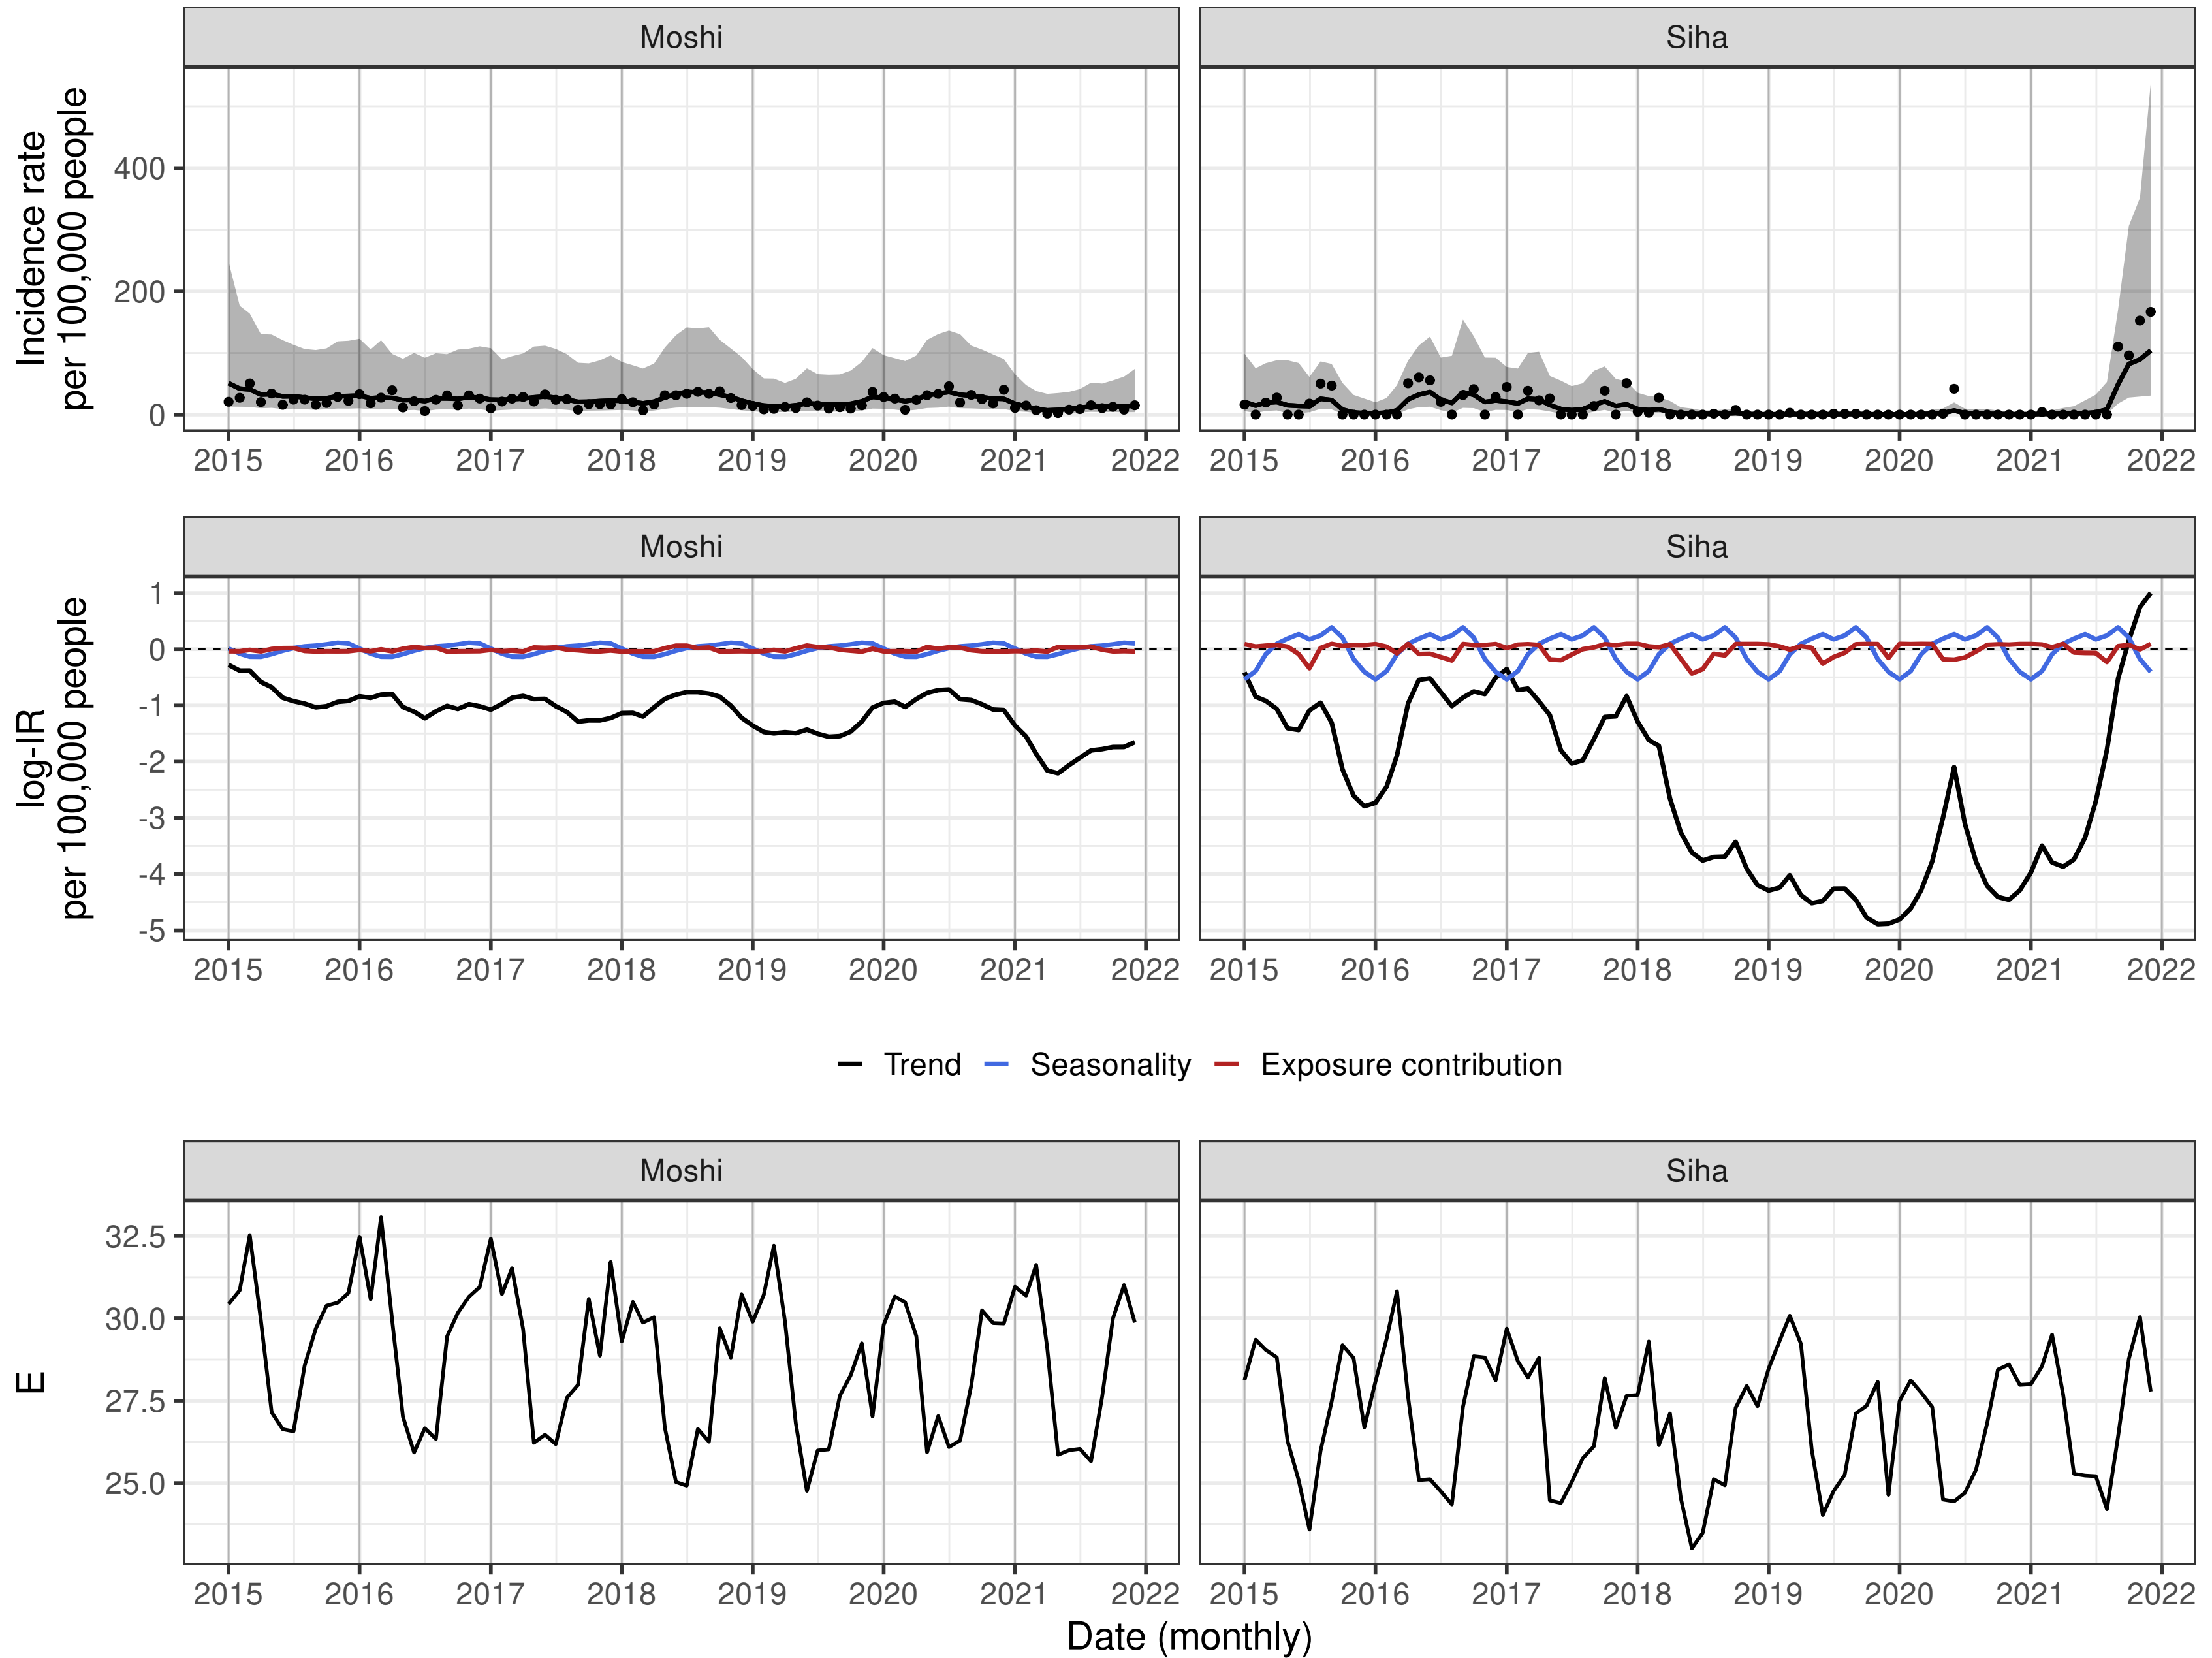 Moshi
Siha
Incidence rate
per 100,000 people
400
200
0
2015 2016 2017 2018 2019 2020 2021 2022
2015 2016 2017 2018 2019 2020 2021 2022
Moshi
Siha
log-IR
per 100,000 people
1
0
-1
-2
-3
-4
-5
2015 2016 2017 2018 2019 2020 2021 2022
2015 2016 2017 2018 2019 2020 2021 2022
Trend Seasonality Exposure contribution
Moshi
Siha
E
32.5
30.0
27.5
25.0
2015 2016 2017 2018 2019 2020 2021 2022
2015 2016 2017 2018 2019 2020 2021 2022
Date (monthly)